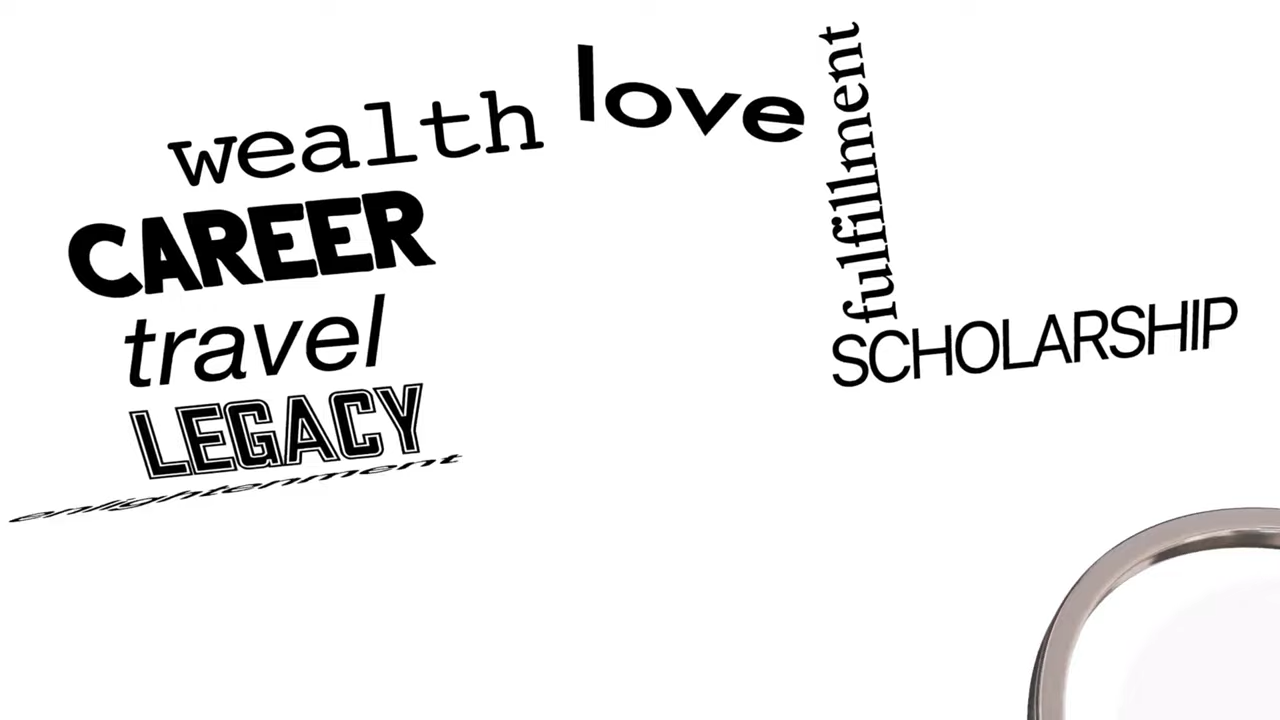 wealth
love
fulfillment
CAREER
travel
SCHOLARSHIP
LEGACY
enlightenment